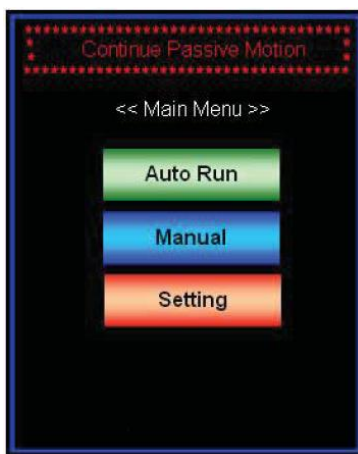 Continue Passive Motion
<< Main Menu >>
Auto Run
Manual
Setting